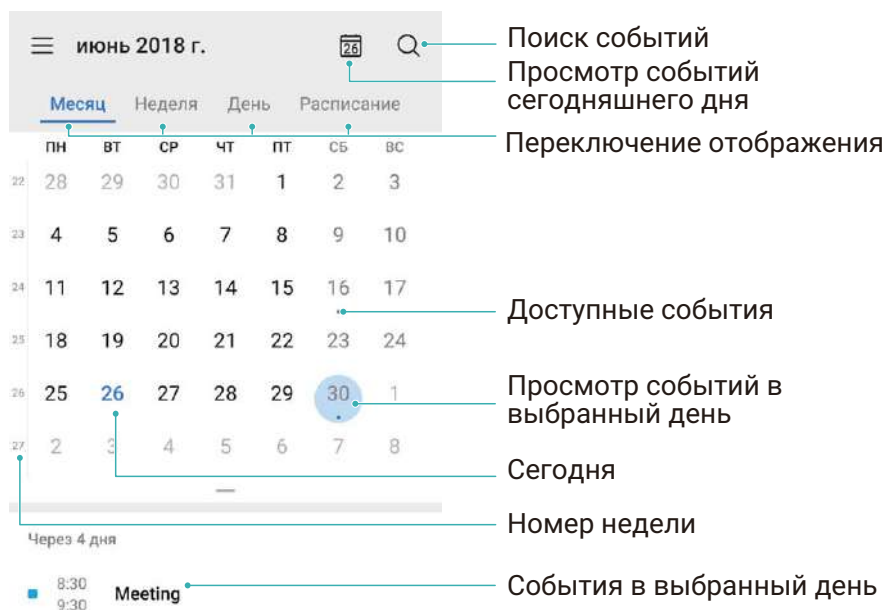 июнь 2018 г.
26
Поиск событий
Просмотр событий
сегодняшнего дня
Месяц Неделя День Расписание
Переключение отображения
ПН ВТ СР ЧТ ПТ СБ ВС
22 28 29 30 31 1 2 3
23 4 5 6 7 8 9 10
24 11 12 13 14 15 16 17
Доступные события
25 18 19 20 21 22 23 24
26 25 26 27 28 29 30 1
Просмотр событий в
выбранный день
27 2 3 4 5 6 7 8
Сегодня
Номер недели
Через 4 дня
8:30
9:30
Meeting
События в выбранный день